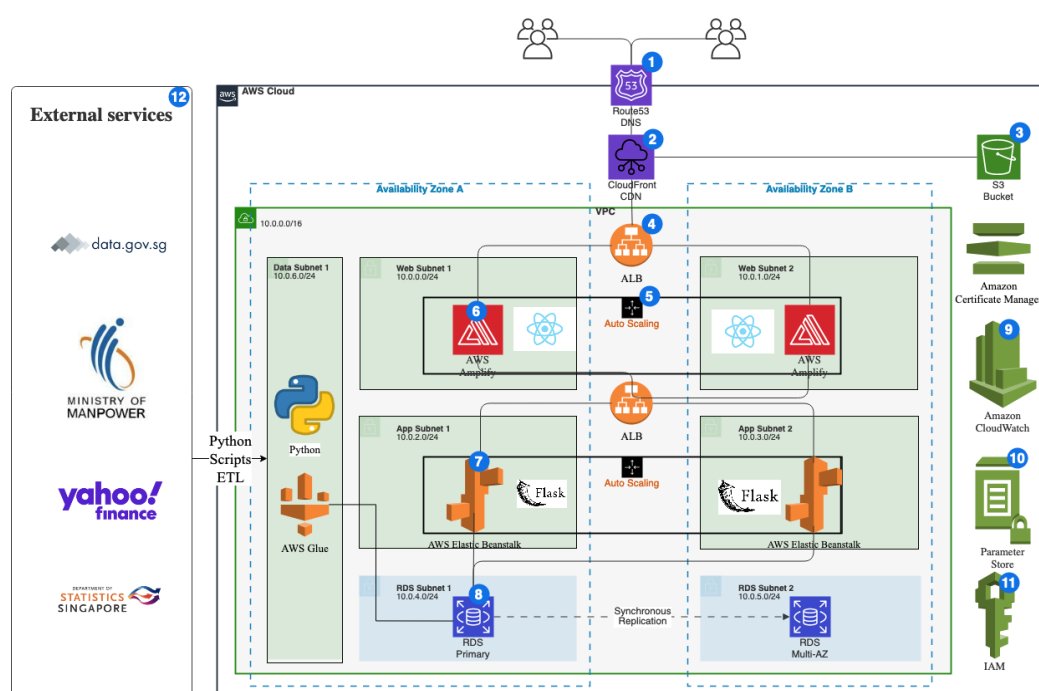 1
Route53
DNS
12
External services
aws
AWS Cloud
53
2
CloudFront
CDN
3
S3
Bucket
Availability Zone A
Availability Zone B
VPC
10.0.0.0/16
4
ALB
Data Subnet 1
10.0.6.0/24
Web Subnet 1
10.0.0.0/24
Web Subnet 2
10.0.1.0/24
data.gov.sg
Amazon
Certificate Manage
5
Auto Scaling
6
AWS
Amplify
AWS
Amplify
9
Amazon
CloudWatch
MINISTRY OF
MANPOWER
Python
ALB
App Subnet 1
10.0.2.0/24
App Subnet 2
10.0.3.0/24
Python
Scripts
ETL
7
Auto Scaling
Flask
Flask
10
Parameter
Store
yahoo!
finance
AWS Glue
AWS Elastic Beanstalk
AWS Elastic Beanstalk
DEPARTMENT OF
STATISTICS
SINGAPORE
RDS Subnet 1
10.0.4.0/24
8
RDS Subnet 2
10.0.5.0/24
Synchronous
Replication
RDS
Primary
RDS
Multi-AZ
11
IAM